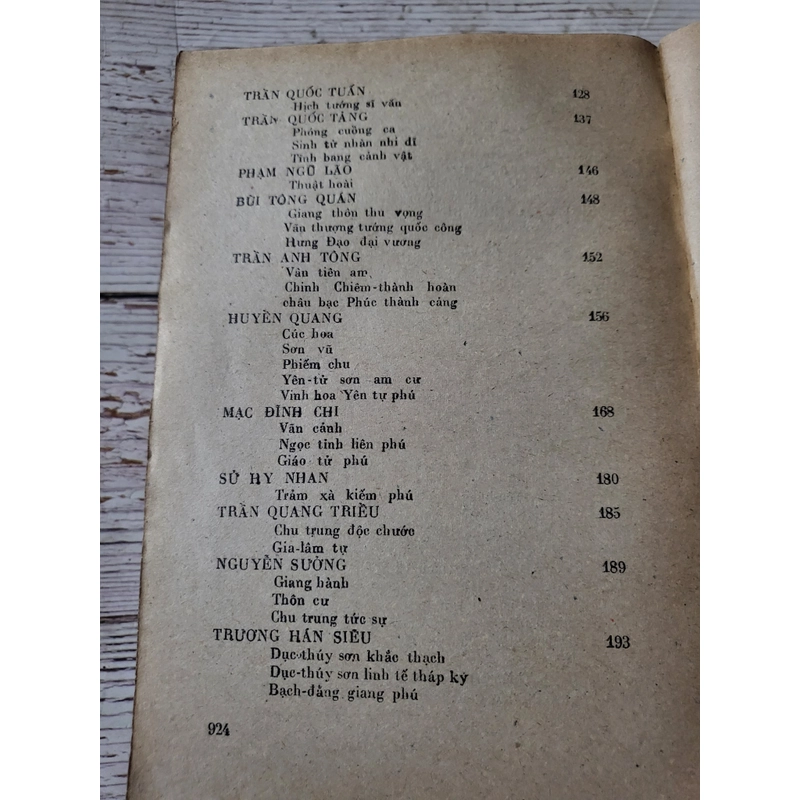 TRẦN QUỐC TUẤN 128
Hịch tướng sĩ văn
TRẦN QUỐC TẢNG 137
Phóng cuồng ca
Sinh tử nhàn nhi dĩ
Tĩnh bang cảnh vật
PHẠM NGŨ LÃO 146
Thuật hoài
BÙI TÔNG QUÁN 148
Giang thôn thu vọng
Vãn thượng tướng quốc công
Hưng Đạo đại vương
TRẦN ANH TÔNG 152
Vân tiêu am
Chinh Chiêm-thành hoàn
châu bạc Phúc thành cảng
HUYỀN QUANG 156
Cúc hoa
Sơn vũ
Phiếm chu
Yên-tử sơn am cư
Vịnh hoa Yên tự phú
MẠC ĐĨNH CHI 168
Vãn cảnh
Ngọc tỉnh liên phú
Giáo tử phú
SỬ HY NHAN 180
Trảm xà kiếm phú
TRẦN QUANG TRIỀU 185
Chu trung độc chước
Gia-lâm tự
NGUYỄN SƯỞNG 189
Giang hành
Thôn cư
Chu trung tức sự
TRƯƠNG HÁN SIÊU 193
Dục-thúy sơn khắc thạch
Dục-thúy sơn linh tế tháp ký
Bạch-đằng giang phú
924